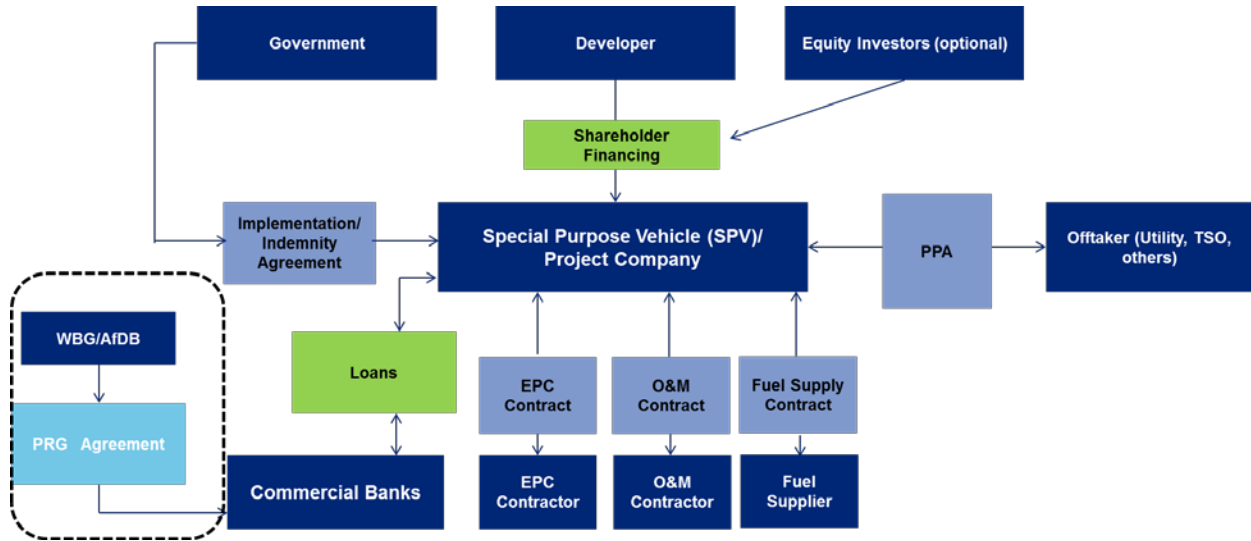 Government
Developer
Equity Investors (optional)
Shareholder
Financing
Implementation/
Indemnity
Agreement
Special Purpose Vehicle (SPV)/
Project Company
PPA
Offtaker (Utility, TSO,
others)
WBG/AfDB
Loans
EPC
Contract
O&M
Contract
Fuel Supply
Contract
PRG Agreement
Commercial Banks
EPC
Contractor
O&M
Contractor
Fuel
Supplier